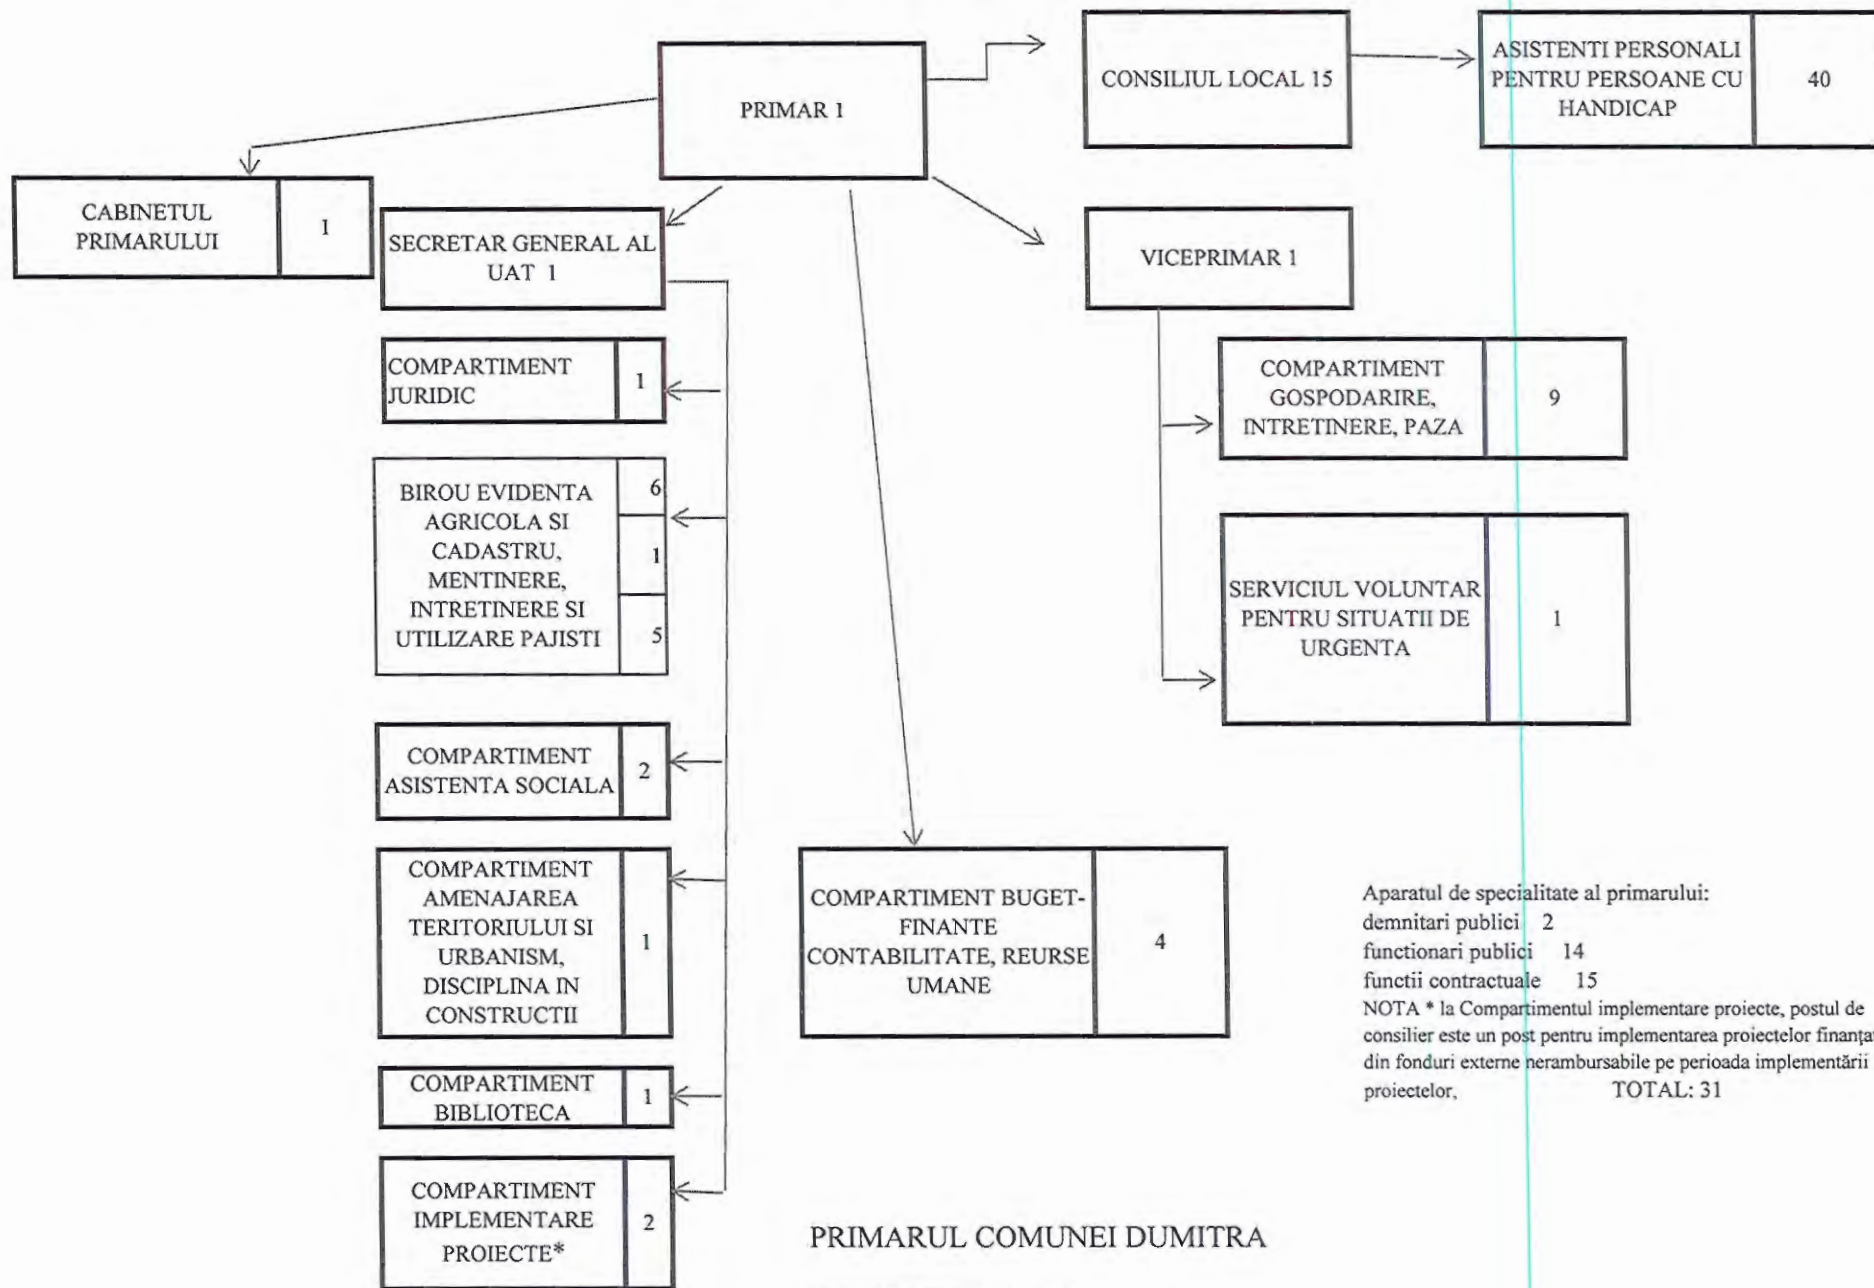 PRIMAR 1
CONSILIUL LOCAL 15
ASISTENTI PERSONALI
PENTRU PERSOANE CU
HANDICAP
40
CABINETUL
PRIMARULUI
1
SECRETAR GENERAL AL
UAT 1
VICEPRIMAR 1
COMPARTIMENT
JURIDIC
1
COMPARTIMENT
GOSPODARIRE,
INTRETINERE, PAZA
9
BIROU EVIDENTA
AGRICOLA SI
CADASTRU,
MENTINERE,
INTRETINERE SI
UTILIZARE PAJISTI
6
1
5
SERVICIUL VOLUNTAR
PENTRU SITUATII DE
URGENTA
1
COMPARTIMENT
ASISTENTA SOCIALA
2
COMPARTIMENT
AMENAJAREA
TERITORIULUI SI
URBANISM,
DISCIPLINA IN
CONSTRUCTII
1
COMPARTIMENT BUGET-
FINANTE
CONTABILITATE, REURSE
UMANE
4
Aparatul de specialitate al primarului:
demnitari publici 2
functionari publici 14
functii contractuale 15
NOTA * la Compartimentul implementare proiecte, postul de
consilier este un post pentru implementarea proiectelor finanța
din fonduri externe nerambursabile pe perioada implementării
proiectelor, TOTAL: 31
COMPARTIMENT
BIBLIOTECA
1
COMPARTIMENT
IMPLEMENTARE
PROIECTE*
2
PRIMARUL COMUNEI DUMITRA